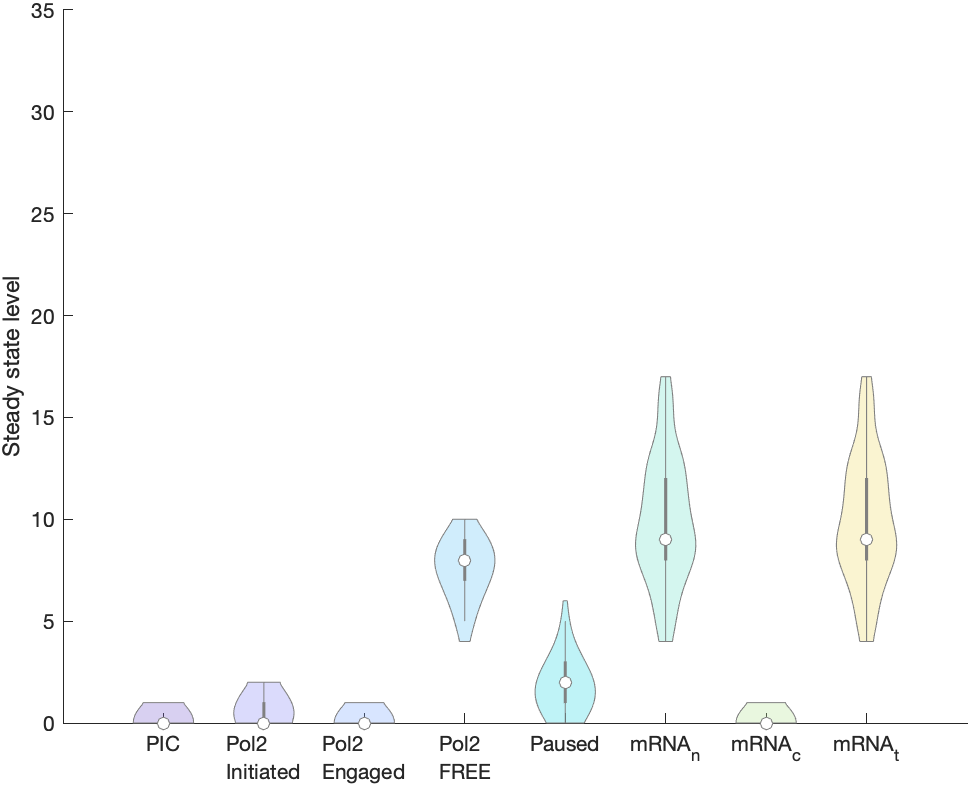 35
30
25
20
15
10
5
0
Steady state level
PIC
Pol2
Initiated
Pol2
Engaged
Pol2
FREE
Paused
mRNAn
mRNAc
mRNAt